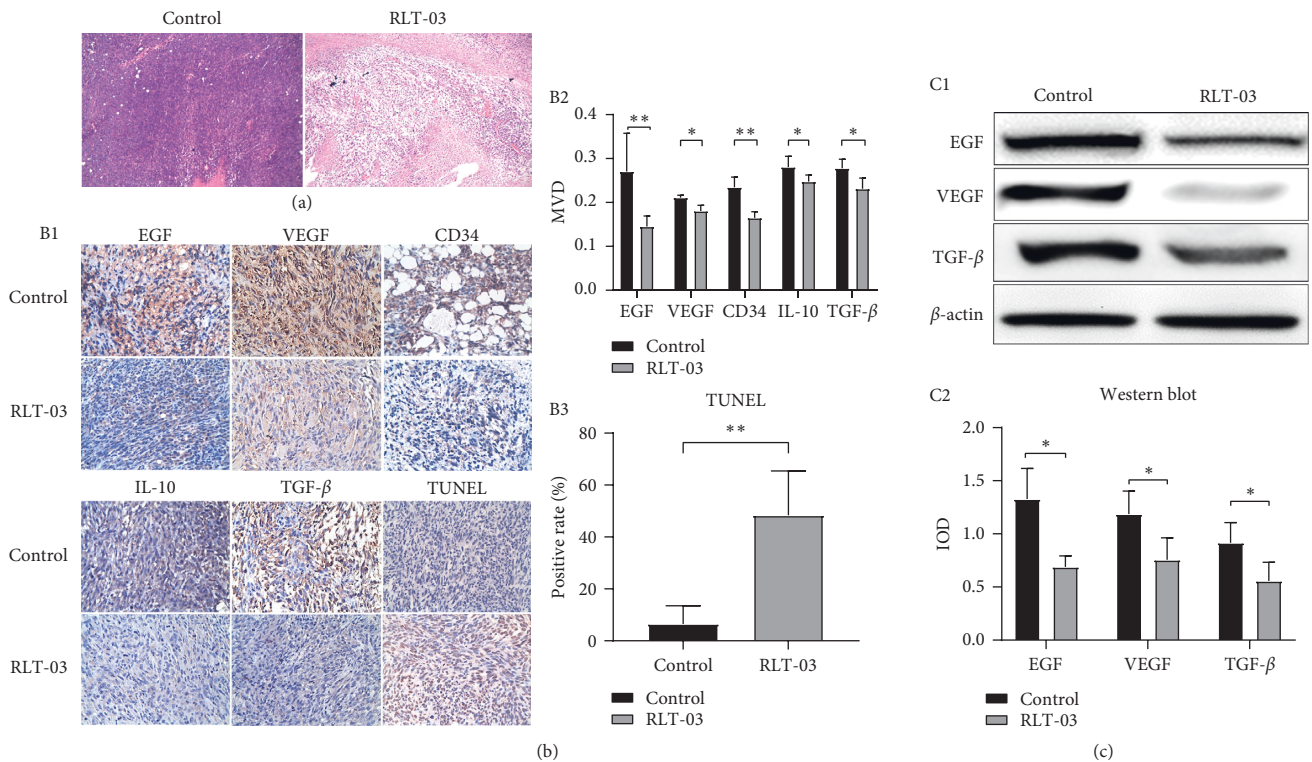 Control RLT-03
(a)
B1
EGF VEGF CD34
Control
RLT-03
IL-10 TGF-β TUNEL
Control
RLT-03
B2
MVD
0.4
0.3
0.2
0.1
0.0
** * ** * *
EGF VEGF CD34 IL-10 TGF-β
Control
RLT-03
B3
TUNEL
Positive rate (%)
80
60
40
20
0
**
Control RLT-03
Control
RLT-03
(b)
C1
Control RLT-03
EGF
VEGF
TGF-β
β-actin
C2
Western blot
IOD
2.0
1.5
1.0
0.5
0.0
* * *
EGF VEGF TGF-β
Control
RLT-03
(c)